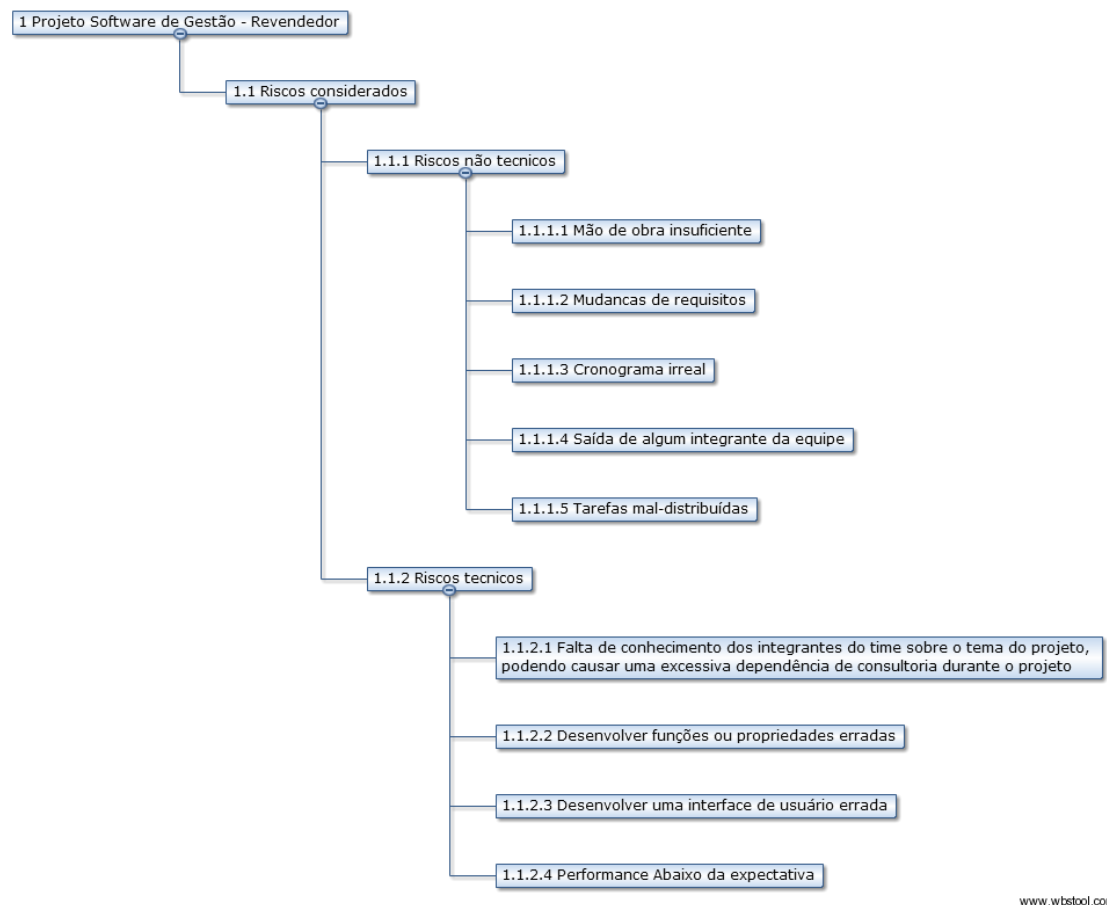 1 Projeto Software de Gestão - Revendedor
1.1 Riscos considerados
1.1.1 Riscos não tecnicos
1.1.1.1 Mão de obra insuficiente
1.1.1.2 Mudancas de requisitos
1.1.1.3 Cronograma irreal
1.1.1.4 Saída de algum integrante da equipe
1.1.1.5 Tarefas mal-distribuídas
1.1.2 Riscos tecnicos
1.1.2.1 Falta de conhecimento dos integrantes do time sobre o tema do projeto,
podendo causar uma excessiva dependência de consultoria durante o projeto
1.1.2.2 Desenvolver funções ou propriedades erradas
1.1.2.3 Desenvolver uma interface de usuário errada
1.1.2.4 Performance Abaixo da expectativa
www.wbstool.co